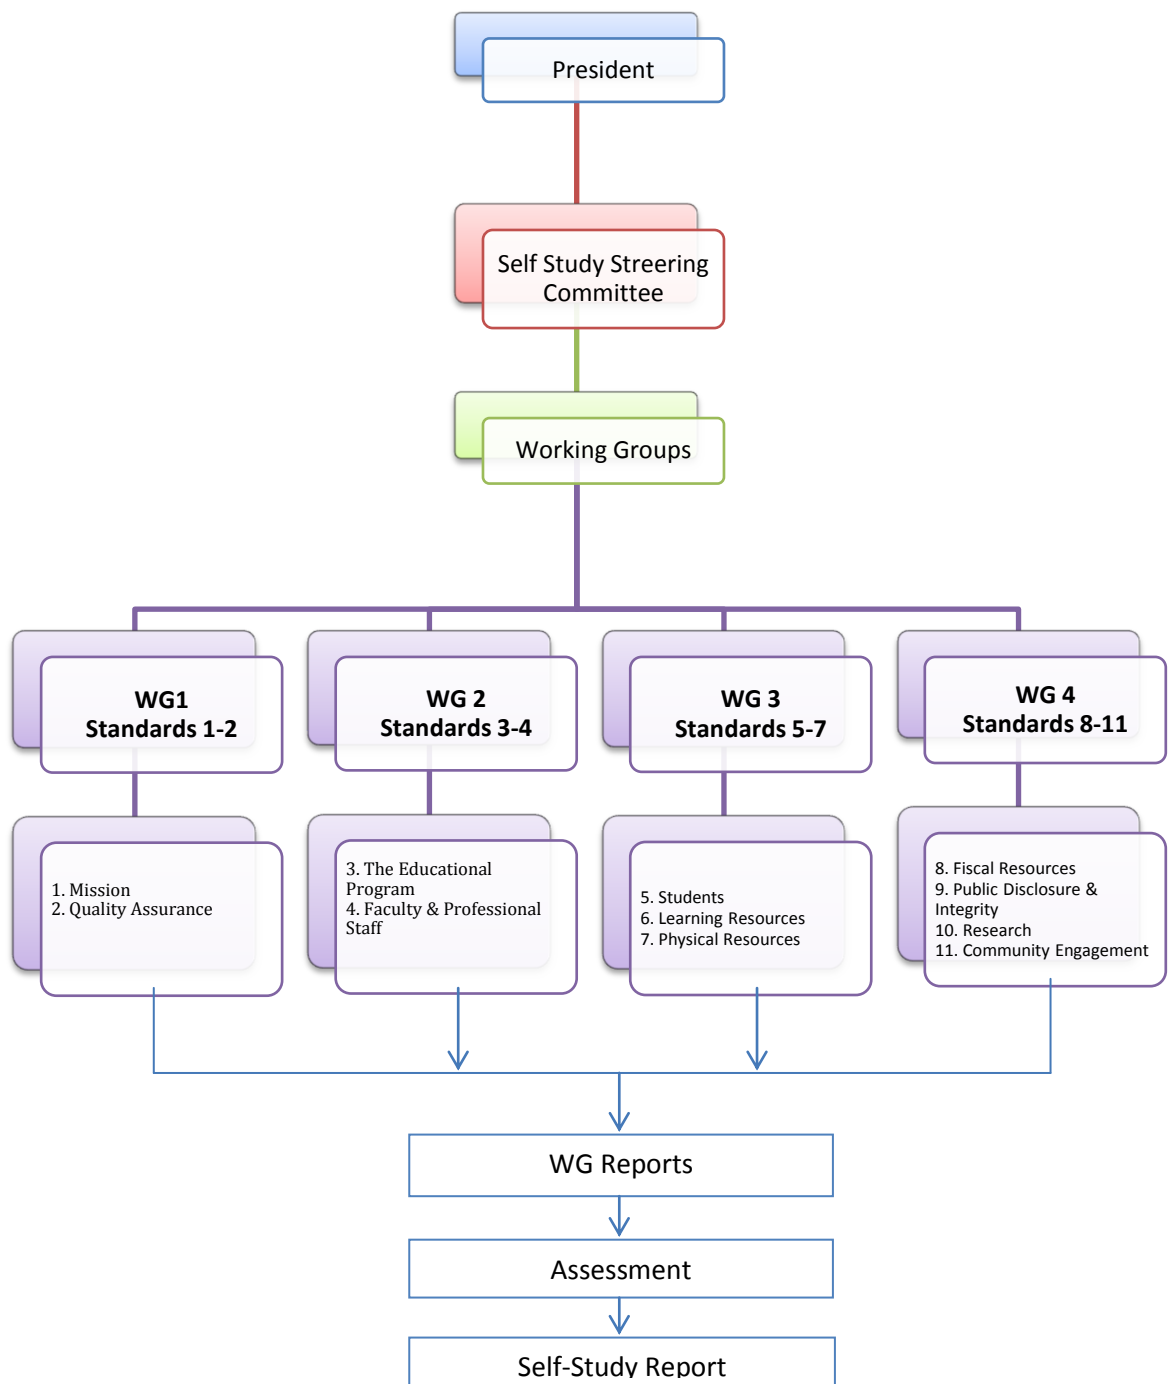 President
Self Study Streering
Committee
Working Groups
WG1
Standards 1-2
WG 2
Standards 3-4
WG 3
Standards 5-7
WG 4
Standards 8-11
1. Mission
2. Quality Assurance
3. The Educational
Program
4. Faculty & Professional
Staff
5. Students
6. Learning Resources
7. Physical Resources
8. Fiscal Resources
9. Public Disclosure &
Integrity
10. Research
11. Community Engagement
WG Reports
Assessment
Self-Study Report